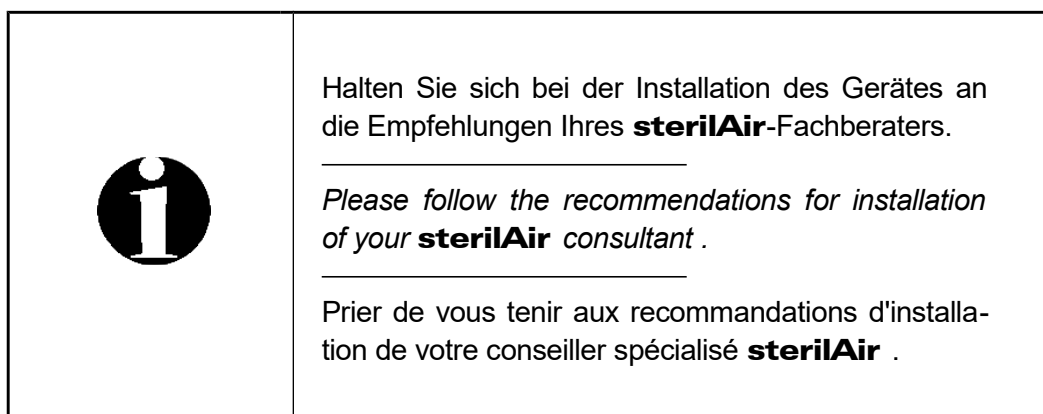 Halten Sie sich bei der Installation des Gerätes an
die Empfehlungen Ihres sterilAir-Fachberaters.
Please follow the recommendations for installation
of your sterilAir consultant .
Prier de vous tenir aux recommandations d'installa-
tion de votre conseiller spécialisé sterilAir .